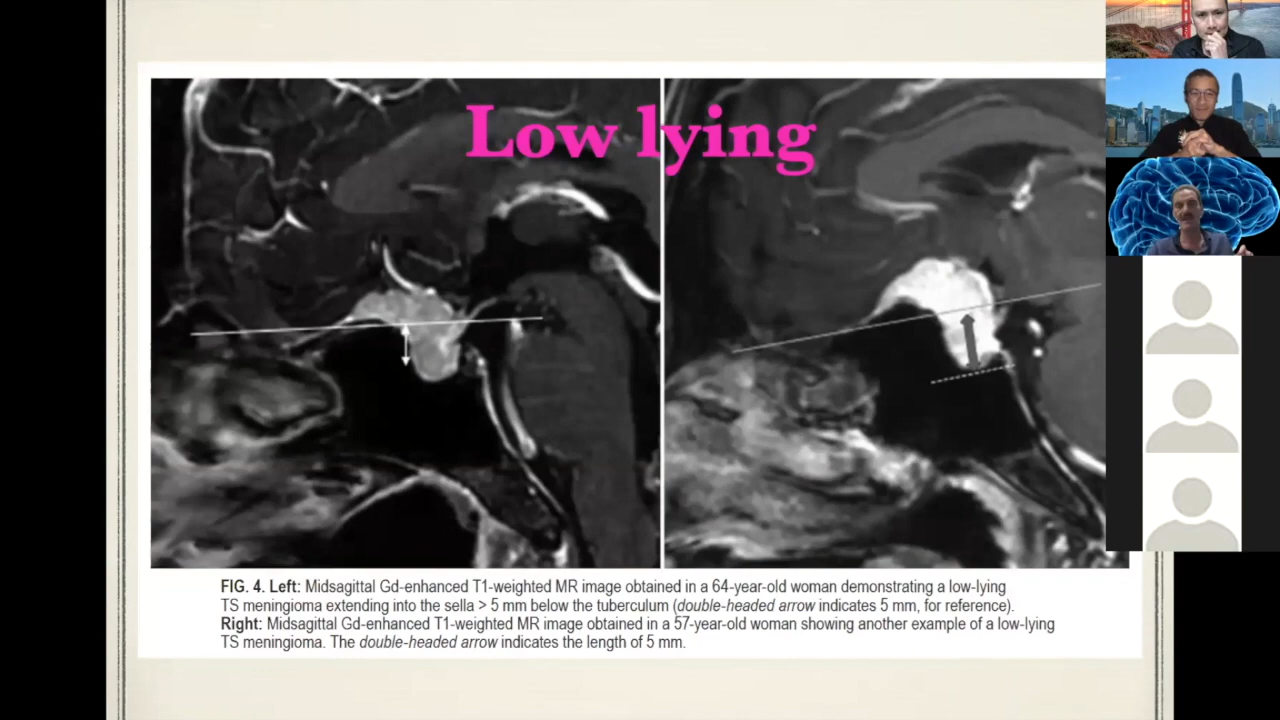 Low lying
FIG. 4. Left: Midsagittal Gd-enhanced T1-weighted MR image obtained in a 64-year-old woman demonstrating a low-lying
TS meningioma extending into the sella > 5 mm below the tuberculum (double-headed arrow indicates 5 mm, for reference).
Right: Midsagittal Gd-enhanced T1-weighted MR image obtained in a 57-year-old woman showing another example of a low-lying
TS meningioma. The double-headed arrow indicates the length of 5 mm.